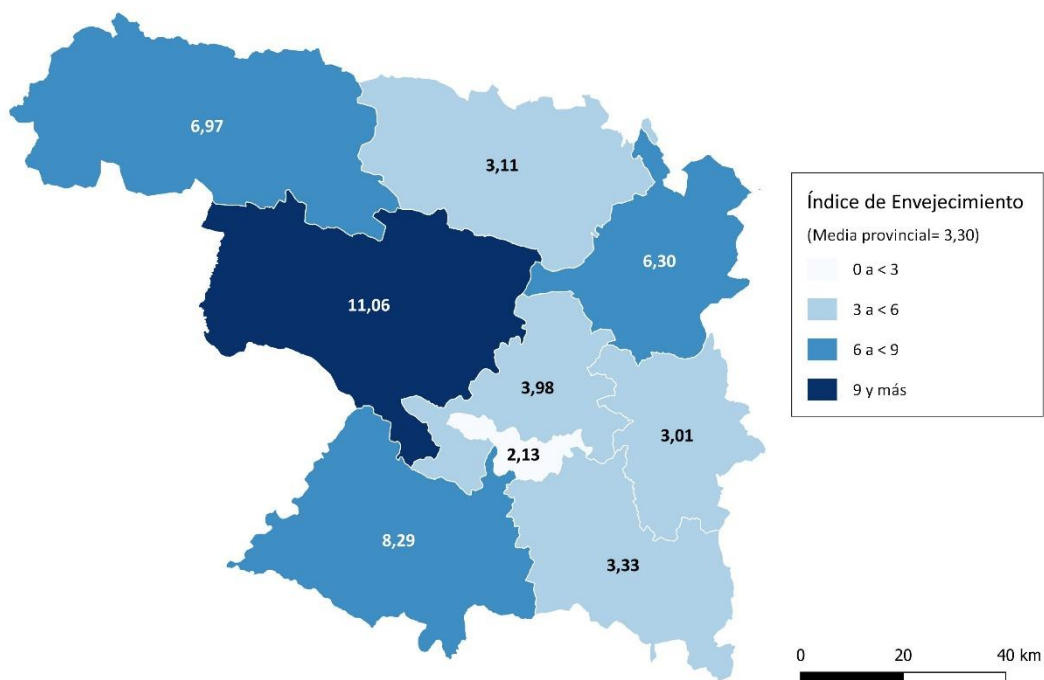 6,97
3,11
6,30
11,06
3,98
3,01
2,13
8,29
3,33
Índice de Envejecimiento
(Media provincial= 3,30)
0 a < 3
3 a < 6
6 a < 9
9 y más
0 20 40 km